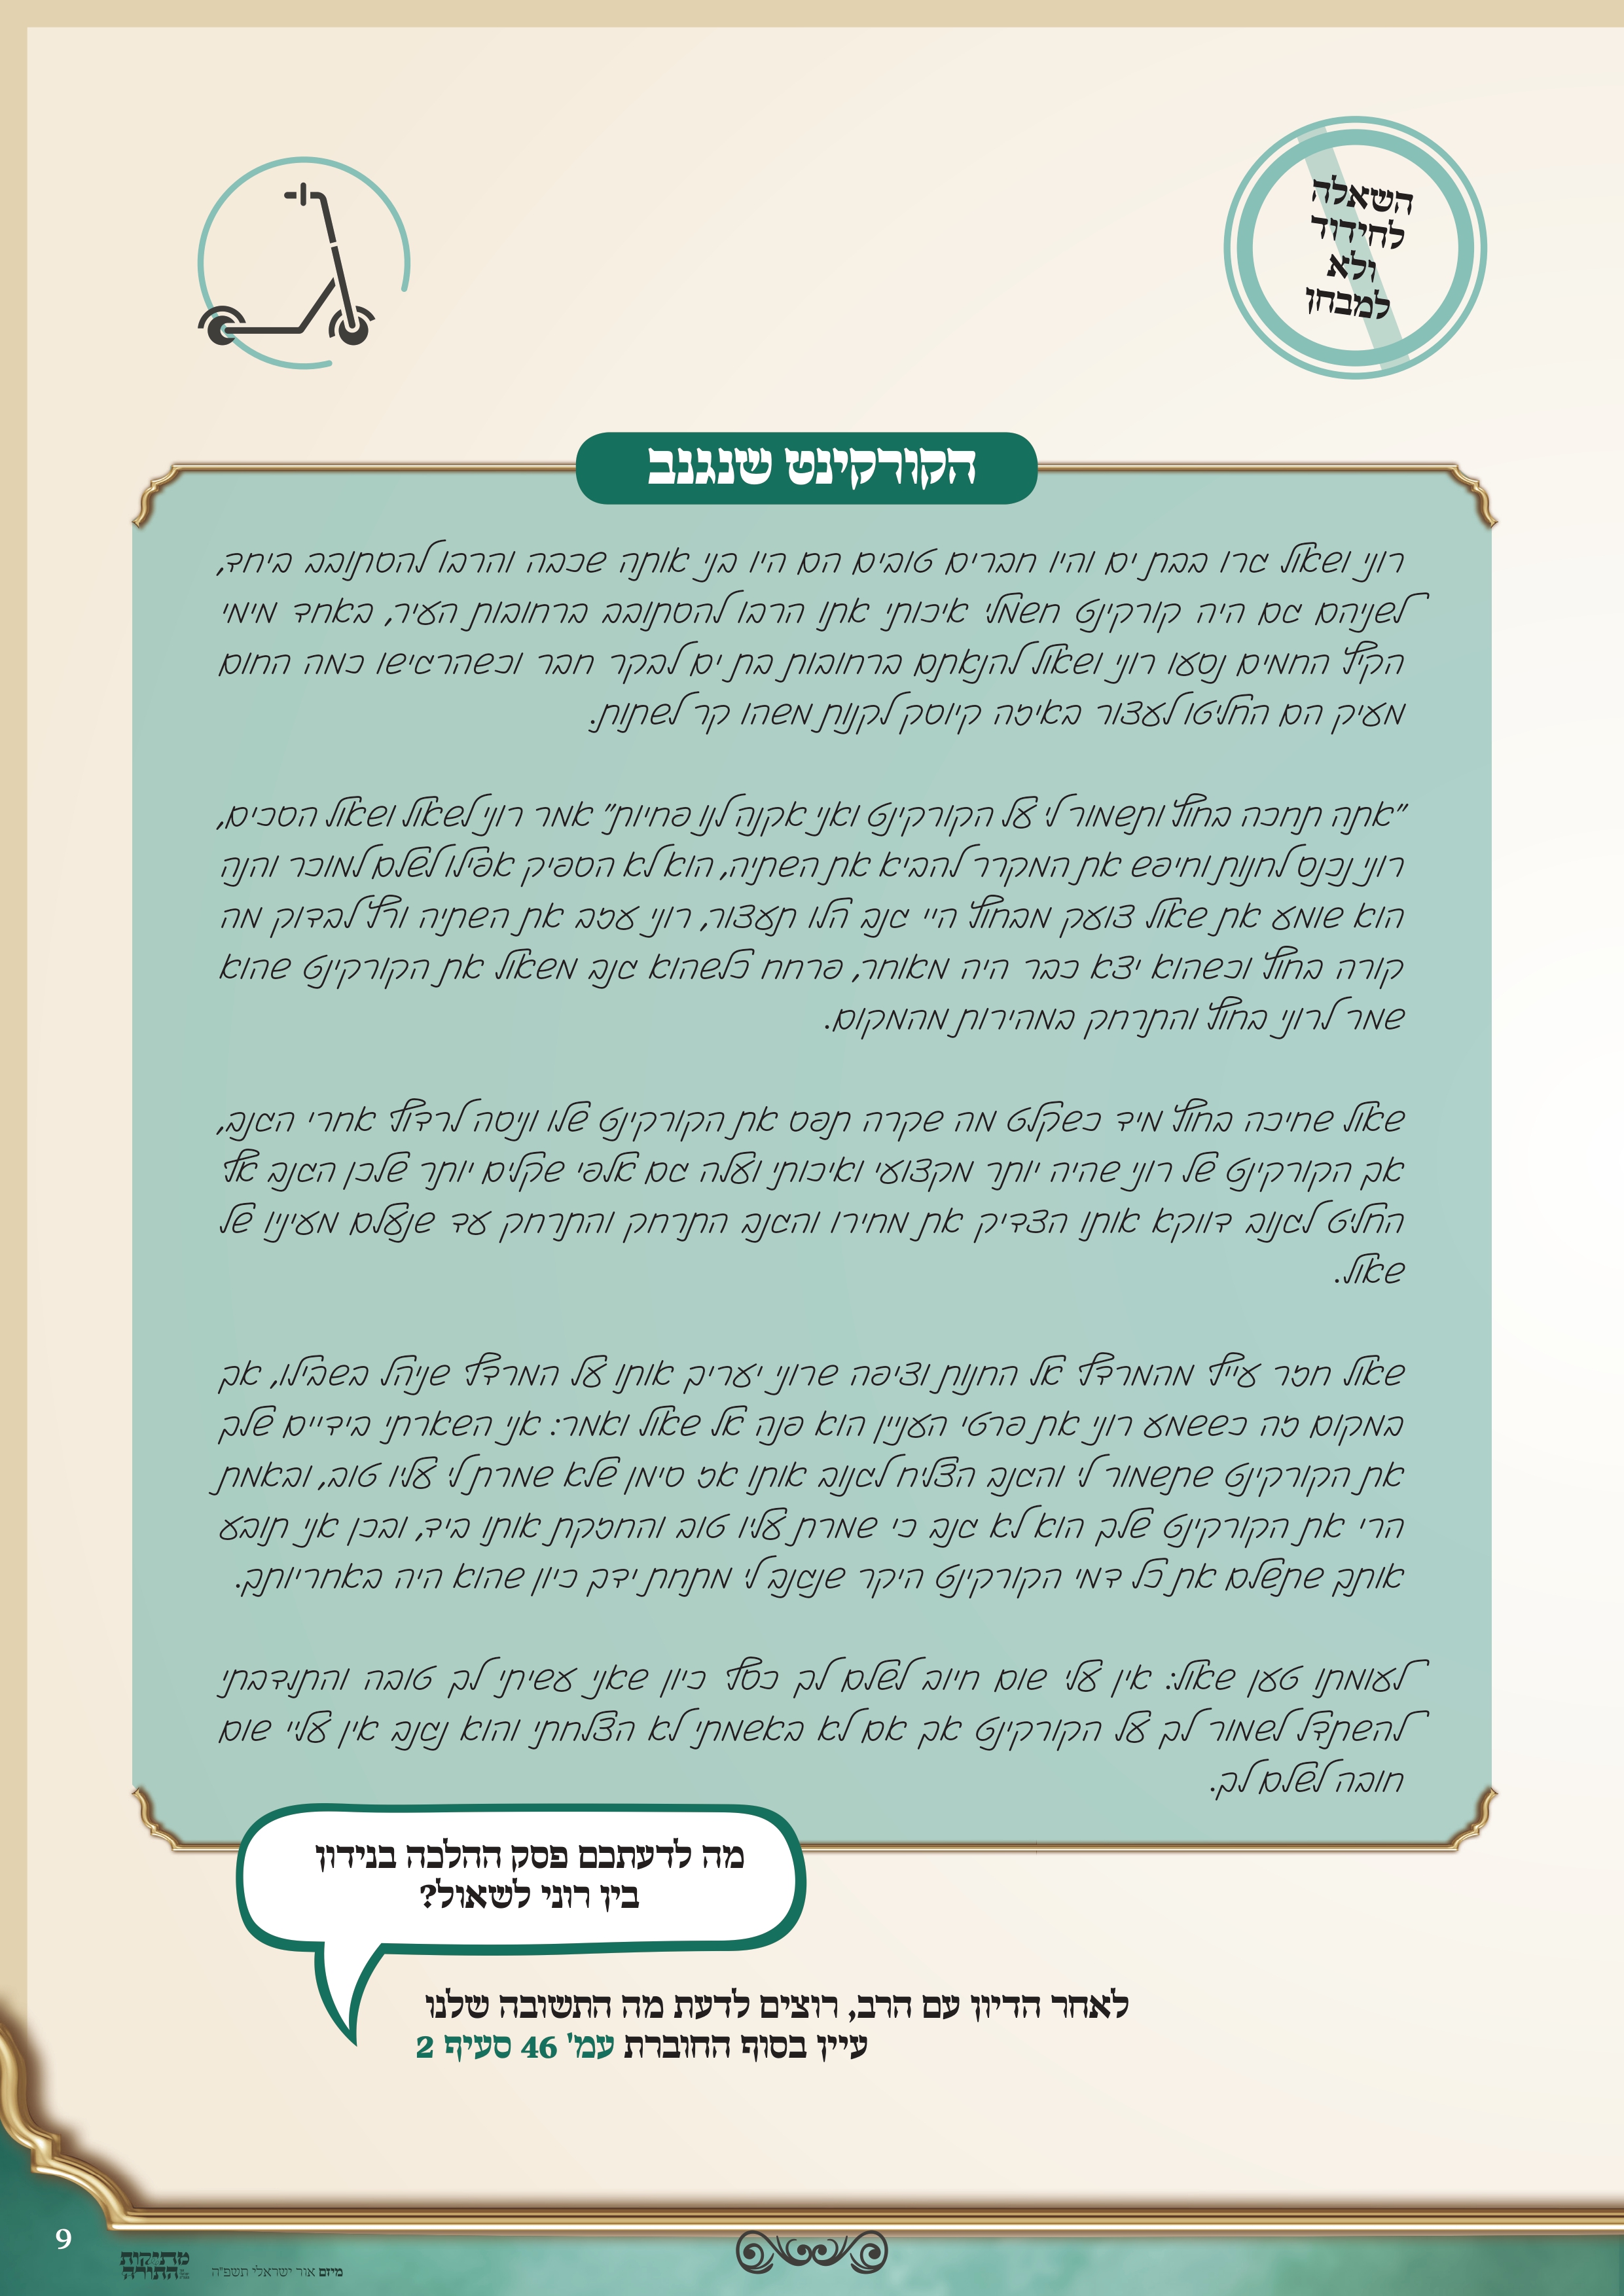 השאלה
לחידוד
ולא
למבחן
הקורקינט שנגנב
רוני ושאול גרו בבת ים והיו חברים טובים הם היו בני אותה שכבה והרבו להסתובב ביחד,
לשניהם גם היה קורקינט חשמלי איכותי אתו הרבו להסתובב ברחובות העיר, באחד מימי
הקיץ החמים נסעו רוני ושאול להנאתם ברחובות בת ים לבקר חבר וכשהרגישו כמה החום
מעיק הם החליטו לעצור באיזה קיוסק לקנות משהו קר לשתות.
"אתה תחכה בחוץ ותשמור לי על הקורקינט ואני אקנה לנו פחיות" אמר רוני לשאול ושאול הסכים,
רוני נכנס לחנות וחיפש את המקרר להביא את השתיה, הוא לא הספיק אפילו לשלם למוכר והנה
הוא שומע את שאול צועק מבחוץ היי גנב הלו תעצור, רוני עזב את השתיה ורץ לבדוק מה
קורה בחוץ וכשהוא יצא כבר היה מאוחר, פרחח כלשהוא גנב משאול את הקורקינט שהוא
שמר לרוני בחוץ והתרחק במהירות מהמקום.
שאול שחיכה בחוץ מיד כשקלט מה שקרה תפס את הקורקינט שלו וניסה לרדוף אחרי הגנב,
אך הקורקינט של רוני שהיה יותר מקצועי ואיכותי ועלה גם אלפי שקלים יותר שלכן הגנב אף
החליט לגנוב דווקא אותו הצדיק את מחירו והגנב התרחק והתרחק עד שנעלם מעיניו של
שאול.
שאול חזר עייף מהמרדף אל החנות וציפה שרוני יעריך אותו על המרדף שניהל בשבילו, אך
במקום זה כששמע רוני את פרטי העניין הוא פנה אל שאול ואמר: אני השארתי בידיים שלך
את הקורקינט שתשמור לי והגנב הצליח לגנוב אותו אז סימן שלא שמרת לי עליו טוב, ובאמת
הרי את הקורקינט שלך הוא לא גנב כי שמרת עליו טוב והחזקת אותו ביד, ובכן אני תובע
אותך שתשלם את כל דמי הקורקינט היקר שנגנב לי מתחת ידך כיון שהוא היה באחריותך.
לעומתו טען שאול: אין עלי שום חיוב לשלם לך כסף כיון שאני עשיתי לך טובה והתנדבתי
להשתדל לשמור לך על הקורקינט אך אם לא באשמתי לא הצלחתי והוא נגנב אין עליי שום
חובה לשלם לך.
מה לדעתכם פסק ההלכה בנידון
בין רוני לשאול?
לאחר הדיון עם הרב, רוצים לדעת מה התשובה שלנו
עיין בסוף החוברת עמ' 46 סעיף 2
9
מתיקות
התורה
מיזם אור ישראלי תשפ"ה